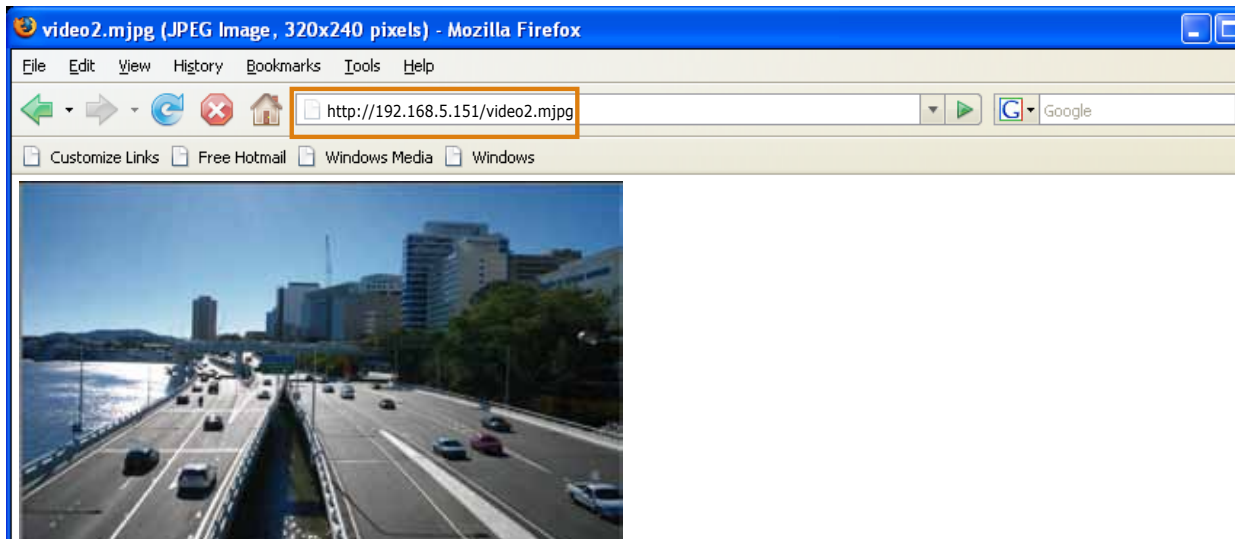 video2.mjpg (JPEG Image, 320x240 pixels) - Mozilla Firefox
File Edit View History Bookmarks Tools Help
http://192.168.5.151/video2.mjpg G Google
Customize Links Free Hotmail Windows Media Windows